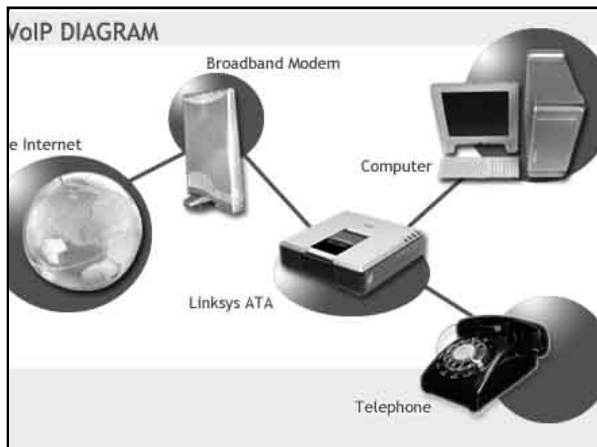 VoIP DIAGRAM
Broadband Modem
e Internet
Computer
Linksys ATA
Telephone